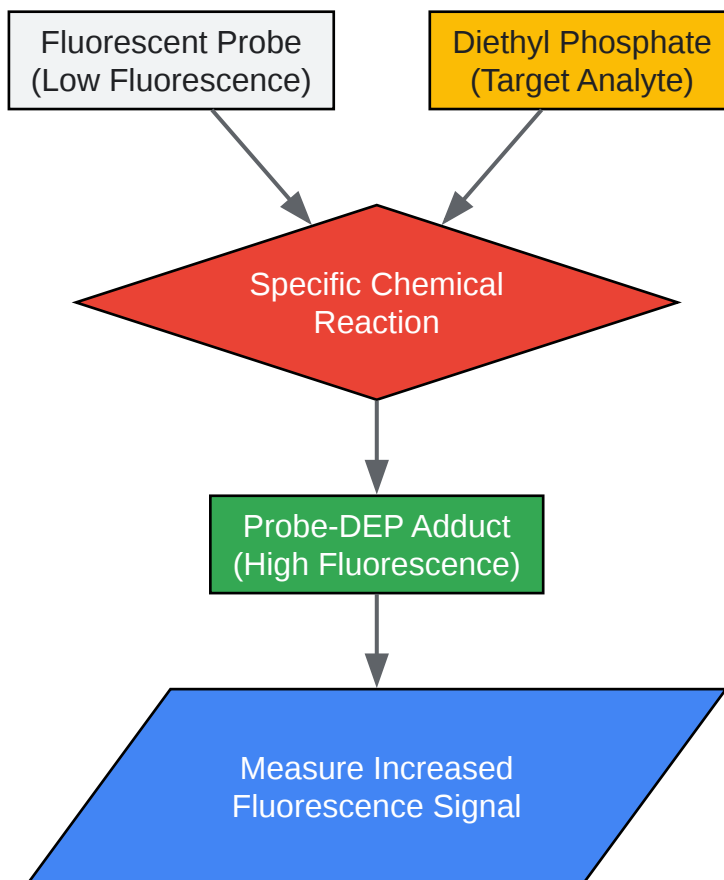 Fluorescent Probe
(Low Fluorescence)
Diethyl Phosphate
(Target Analyte)
Specific Chemical
Reaction
Probe-DEP Adduct
(High Fluorescence)
Measure Increased
Fluorescence Signal